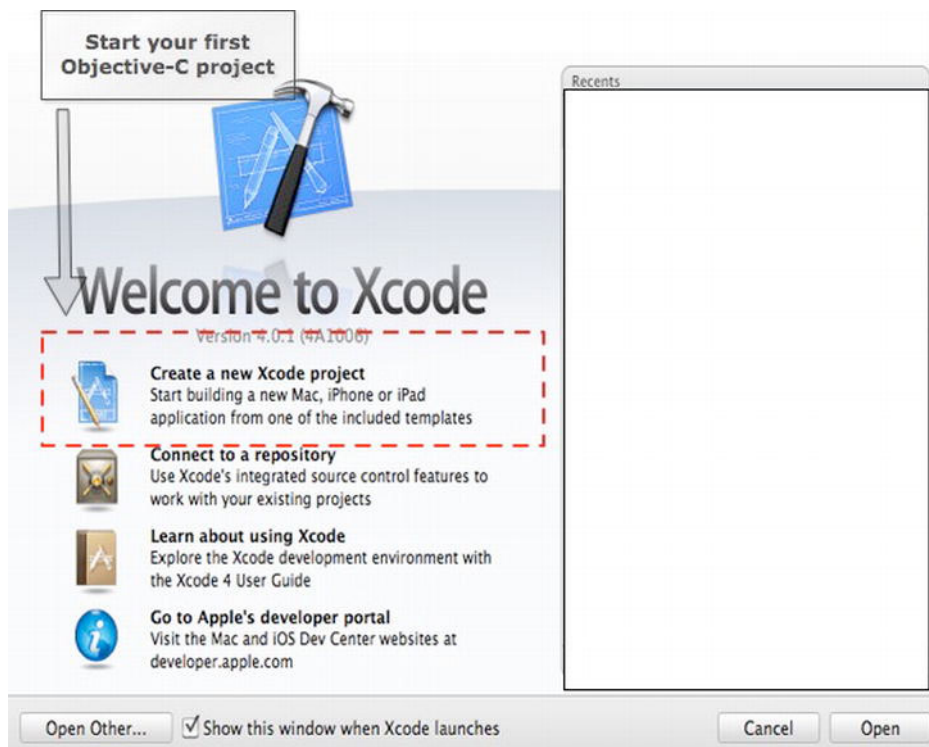 Start your first
Objective-C project
Recents
Welcome to Xcode
Version 4.0.1 (4A1006)
Create a new Xcode project
Start building a new Mac, iPhone or iPad
application from one of the included templates
Connect to a repository
Use Xcode's integrated source control features to
work with your existing projects
Learn about using Xcode
Explore the Xcode development environment with
the Xcode 4 User Guide
Go to Apple's developer portal
Visit the Mac and iOS Dev Center websites at
developer.apple.com
Open Other...
Show this window when Xcode launches
Cancel
Open